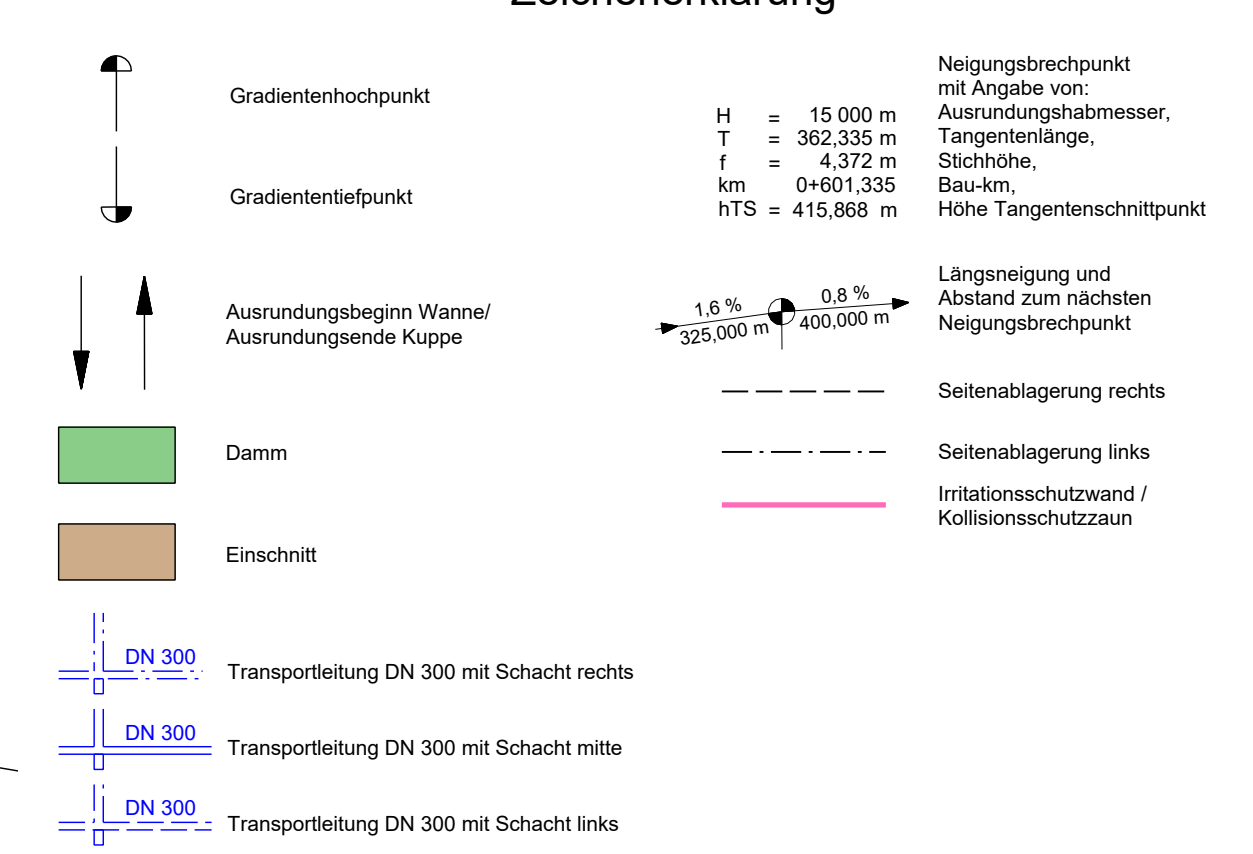 Zeichenerklärung
Gradientenhochpunkt
Gradiententiefpunkt
Ausrundungsbeginn Wanne/
Ausrundungsende Kuppe
Damm
Einschnitt
DN 300
Transportleitung DN 300 mit Schacht rechts
DN 300
Transportleitung DN 300 mit Schacht mitte
DN 300
Transportleitung DN 300 mit Schacht links
Neigungsbrechpunkt
mit Angabe von:
H = 15 000 m Ausrundungshabmesser,
T = 362,335 m Tangentenlänge,
f = 4,372 m Stichhöhe,
km 0+601,335 Bau-km,
hTS = 415,868 m Höhe Tangentenschnittpunkt
1,6 % 0,8 %
325,000 m 400,000 m
Längsneigung und
Abstand zum nächsten
Neigungsbrechpunkt
Seitenablagerung rechts
Seitenablagerung links
Irritationsschutzwand /
Kollisionsschutzzaun